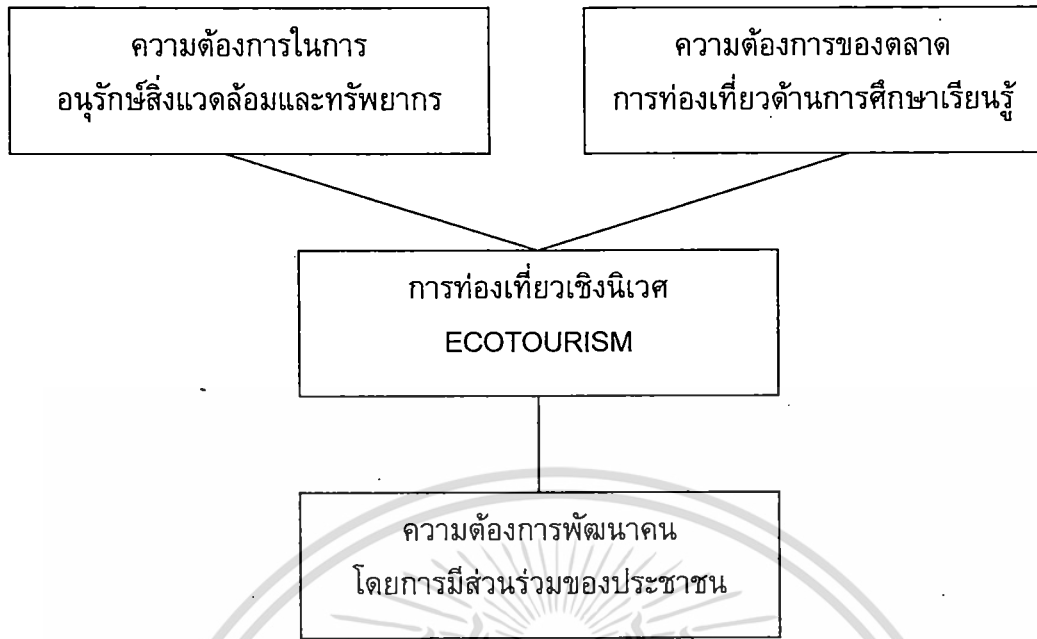 ความต้องการในการ
อนุรักษ์สิ่งแวดล้อมและทรัพยากร
ความต้องการของตลาด
การท่องเที่ยวด้านการศึกษาเรียนรู้
การท่องเที่ยวเชิงนิเวศ
ECOTOURISM
ความต้องการพัฒนาคน
โดยการมีส่วนร่วมของประชาชน